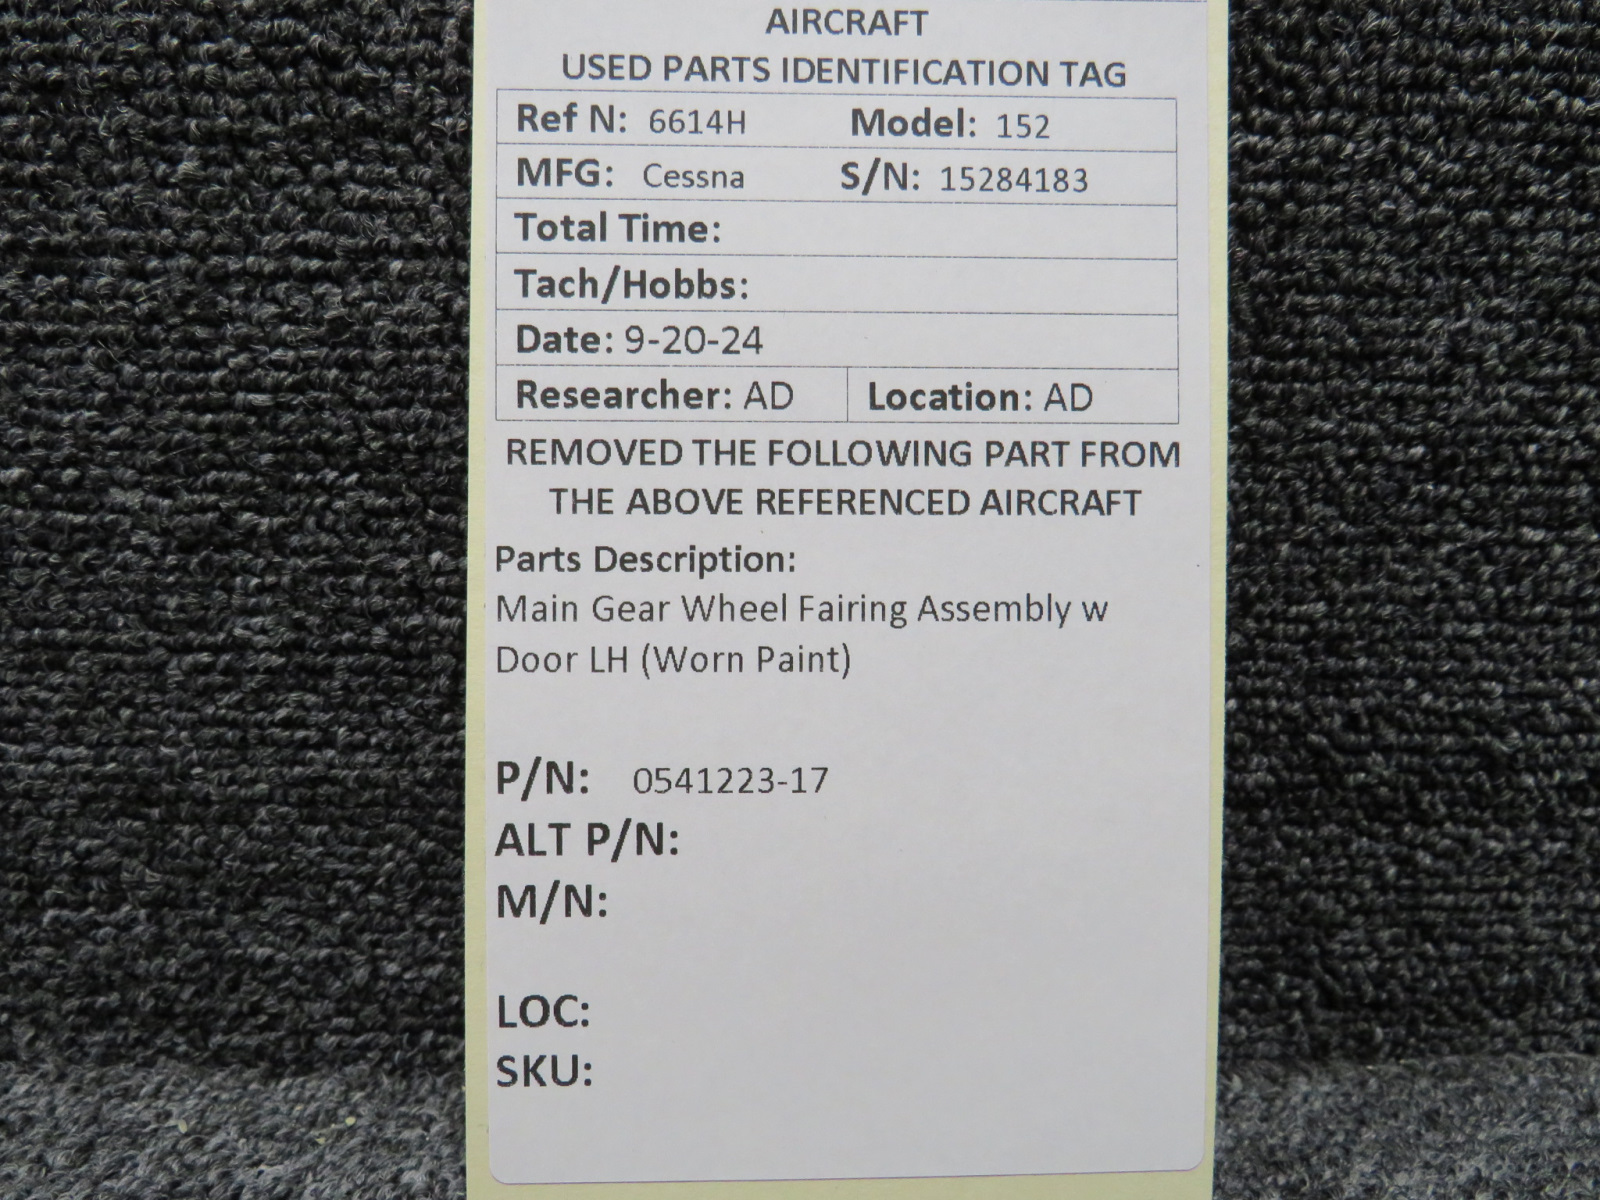 AIRCRAFT
USED PARTS IDENTIFICATION TAG
Ref N: 6614H Model: 152
MFG: Cessna S/N: 15284183
Total Time:
Tach/Hobbs:
Date: 9-20-24
Researcher: AD Location: AD
REMOVED THE FOLLOWING PART FROM
THE ABOVE REFERENCED AIRCRAFT
Parts Description:
Main Gear Wheel Fairing Assembly w
Door LH (Worn Paint)
P/N: 0541223-17
ALT P/N:
M/N:
LOC:
SKU: